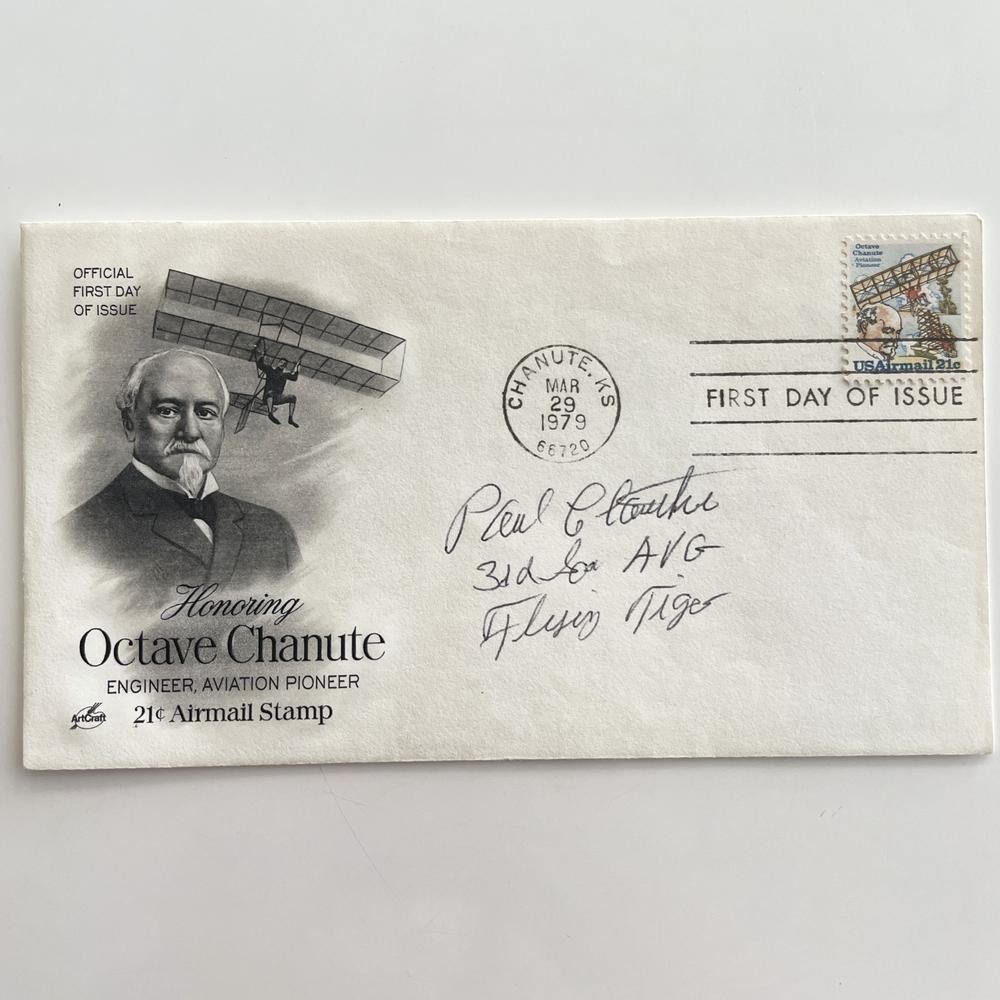 OFFICIAL
FIRST DAY
OF ISSUE
Octave
Chanute
Aviation
Pioneer
USAirmail 21c
CHANUTE, KS
MAR
29
1979
66720
FIRST DAY OF ISSUE
Paul
3rd AVG
Flying Tiger
Honoring
Octave Chanute
ENGINEER, AVIATION PIONEER
ArtCraft
21¢ Airmail Stamp